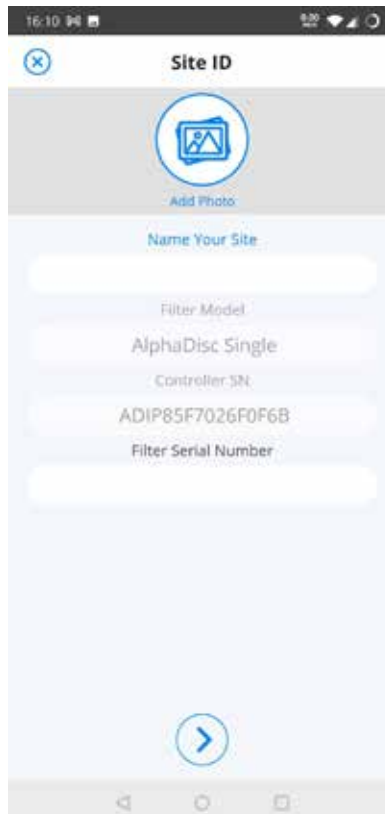 16:10
Site ID
Add Photo
Name Your Site
Filter Model
AlphaDisc Single
Controller SN
ADIP85F7026F0F6B
Filter Serial Number